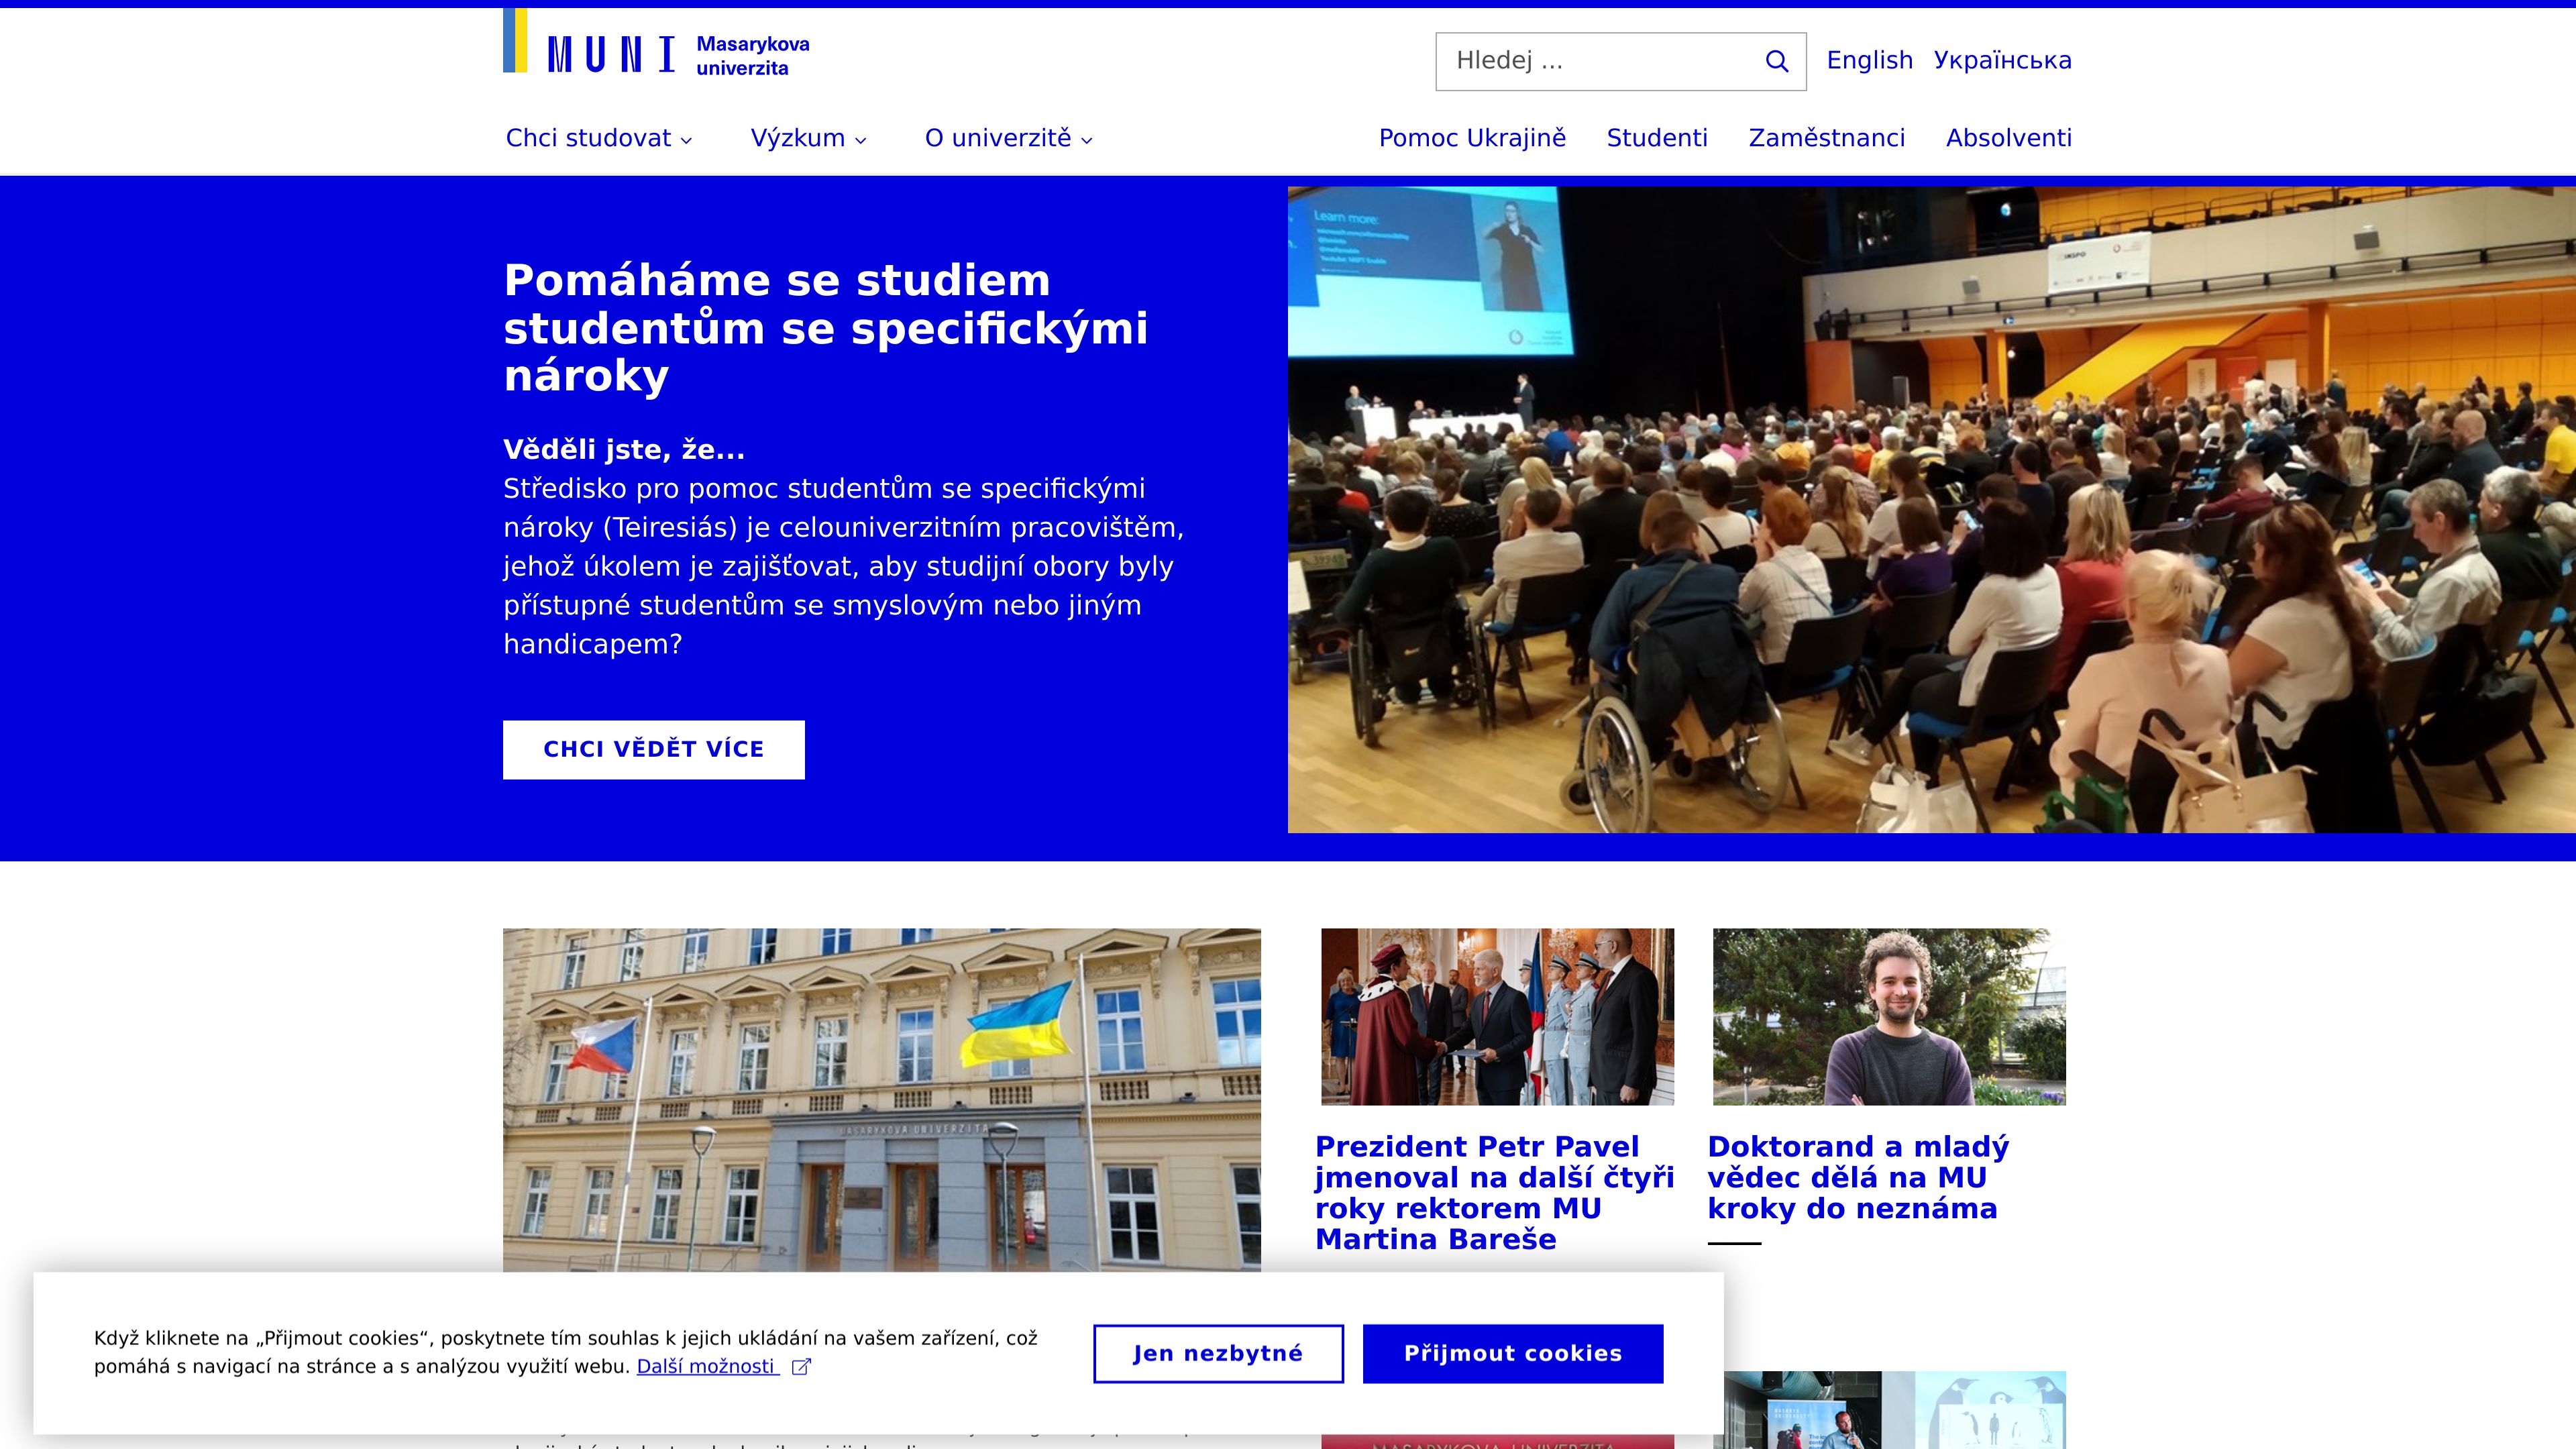 MUNI
Masarykova
univerzita
Hledej ...
English
Українська
Chci studovat
Výzkum
O univerzitě
Pomoc Ukrajině
Studenti
Zaměstnanci
Absolventi
Pomáháme se studiem
studentům se specifickými
nároky
Věděli jste, že...
Středisko pro pomoc studentům se specifickými
nároky (Teiresiás) je celouniverzitním pracovištěm,
jehož úkolem je zajišťovat, aby studijní obory byly
přístupné studentům se smyslovým nebo jiným
handicapem?
CHCI VĚDĚT VÍCE
Learn more:
INSPO
MASARYKOVA UNIVERZITA
Prezident Petr Pavel
jmenoval na další čtyři
roky rektorem MU
Martina Bareše
Doktorand a mladý
vědec dělá na MU
kroky do neznáma
Když kliknete na „Přijmout cookies“, poskytnete tím souhlas k jejich ukládání na vašem zařízení, což
pomáhá s navigací na stránce a s analýzou využití webu. Další možnosti
Jen nezbytné
Přijmout cookies
MASARYKOVA UNIVERZITA